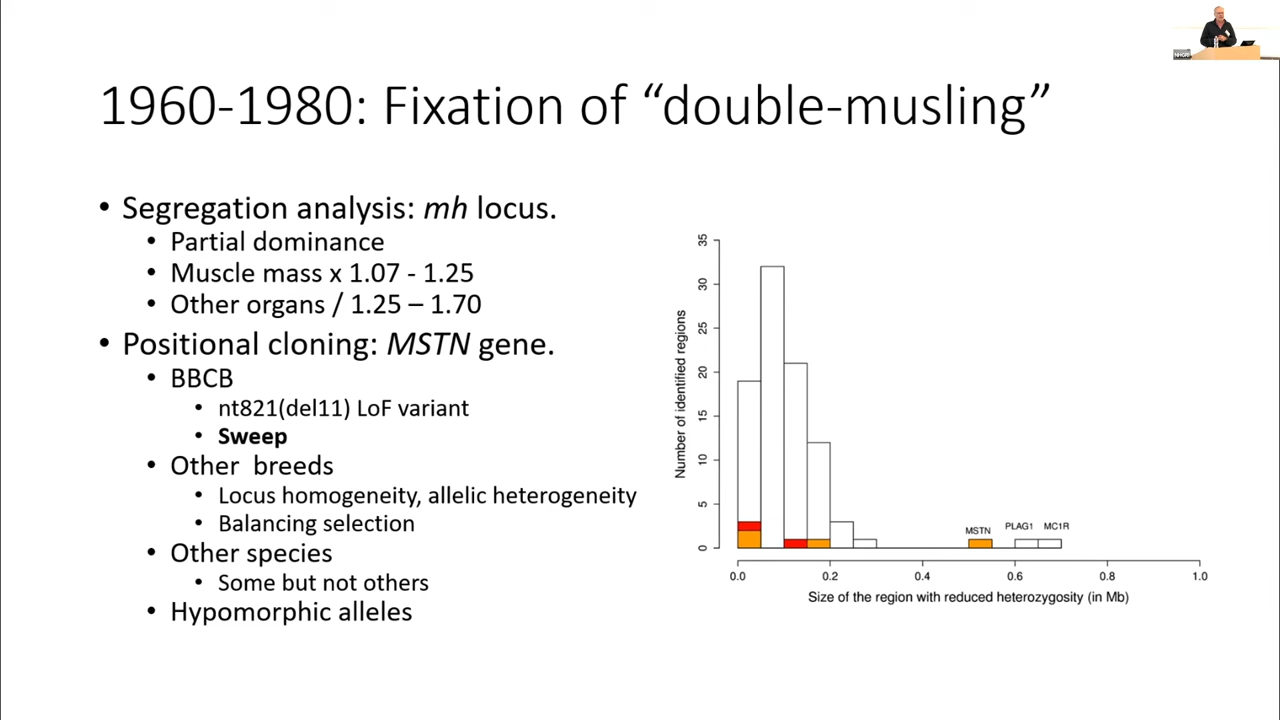 1960-1980: Fixation of “double-musling”
• Segregation analysis: mh locus.
• Partial dominance
• Muscle mass x 1.07 - 1.25
• Other organs / 1.25 – 1.70
• Positional cloning: MSTN gene.
• BBCB
• nt821(del11) LoF variant
• Sweep
• Other breeds
• Locus homogeneity, allelic heterogeneity
• Balancing selection
• Other species
• Some but not others
• Hypomorphic alleles
Number of identified regions
35
30
25
20
15
10
5
0
MSTN PLAG1 MC1R
0.0 0.2 0.4 0.6 0.8 1.0
Size of the region with reduced heterozygosity (in Mb)
NHGRI